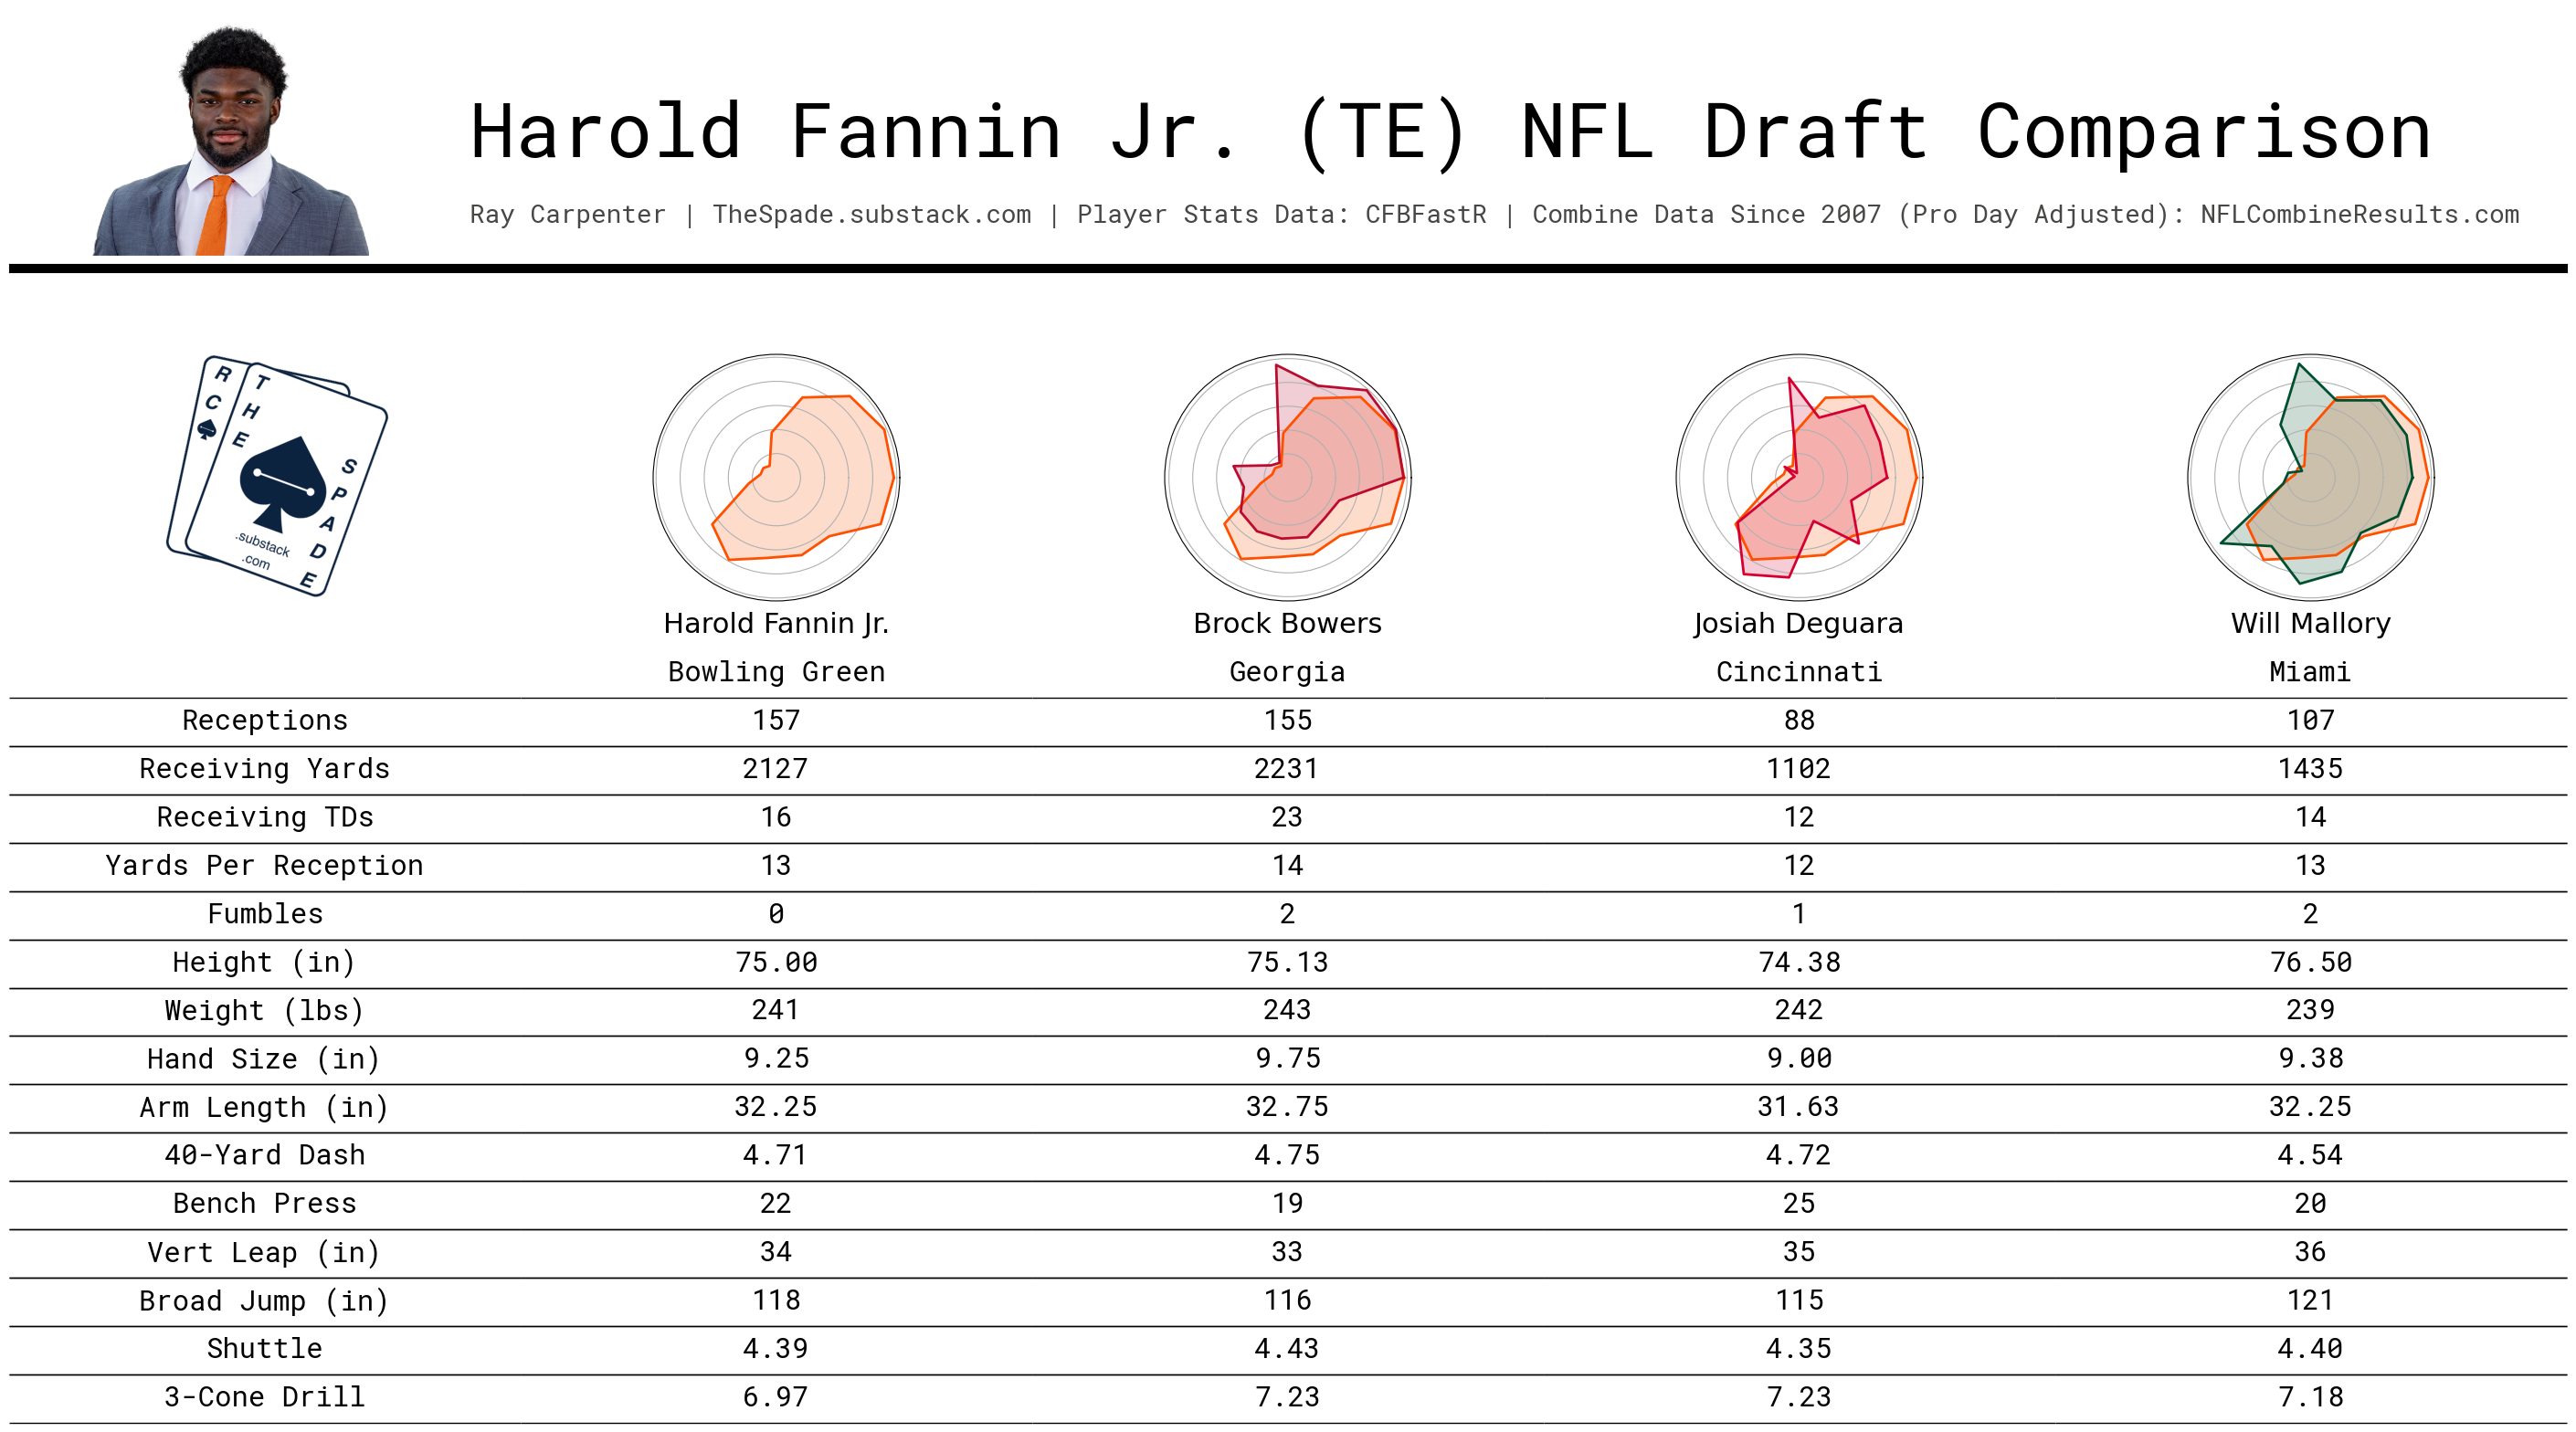 Harold Fannin Jr. (TE) NFL Draft Comparison
Ray Carpenter | TheSpade.substack.com | Player Stats Data: CFBFastR | Combine Data Since 2007 (Pro Day Adjusted): NFLCombineResults.com
RC
THE
SPADE
.substack
.com
Harold Fannin Jr. Brock Bowers Josiah Deguara Will Mallory
Bowling Green Georgia Cincinnati Miami
Receptions 157 155 88 107
Receiving Yards 2127 2231 1102 1435
Receiving TDs 16 23 12 14
Yards Per Reception 13 14 12 13
Fumbles 0 2 1 2
Height (in) 75.00 75.13 74.38 76.50
Weight (lbs) 241 243 242 239
Hand Size (in) 9.25 9.75 9.00 9.38
Arm Length (in) 32.25 32.75 31.63 32.25
40-Yard Dash 4.71 4.75 4.72 4.54
Bench Press 22 19 25 20
Vert Leap (in) 34 33 35 36
Broad Jump (in) 118 116 115 121
Shuttle 4.39 4.43 4.35 4.40
3-Cone Drill 6.97 7.23 7.23 7.18